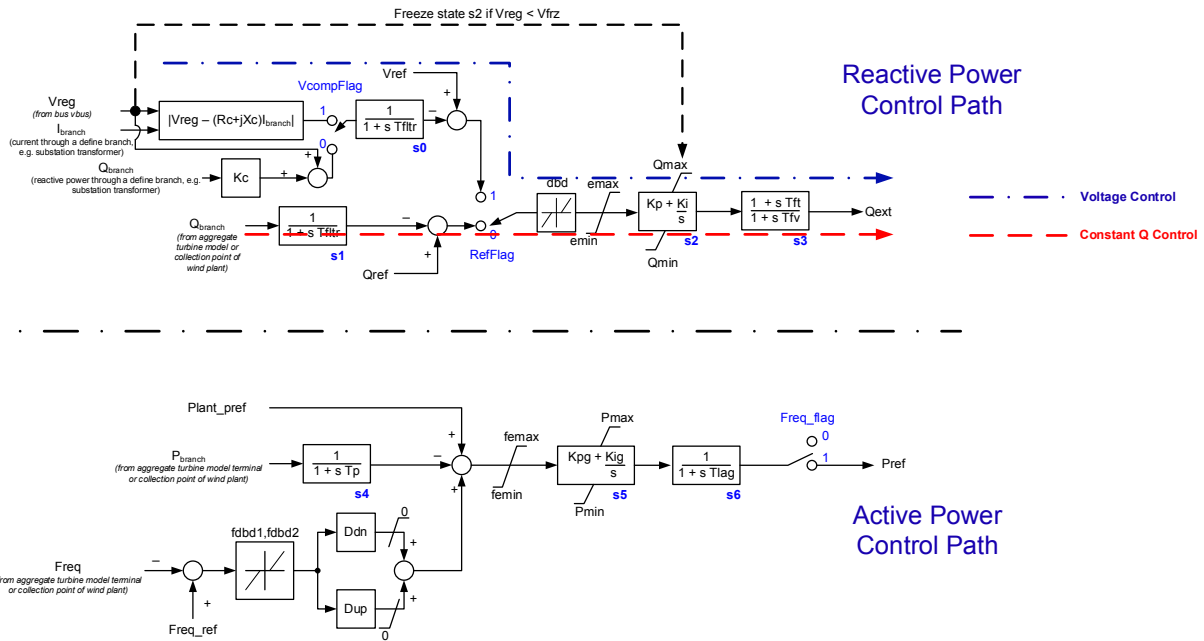 Freeze state s2 if Vreg < Vfrz
Reactive Power
Control Path
Vreg
(from bus vbus)
I branch
(current through a define branch,
e.g. substation transformer)
|Vreg – (Rc+jXc)Ibranch|
VcompFlag
1
0
1
1 + s Tfltr
s0
Vref
+
–
Qbranch
(reactive power through a define branch, e.g.
substation transformer)
Kc
+
+
Qbranch
(from aggregate
turbine model or
collection point of
wind plant)
1
1 + s Tfltr
s1
–
+
Qref
1
0
RefFlag
dbd
emax
emin
Qmax
Kp + Ki
s
s2
Qmin
1 + s Tft
1 + s Tfv
s3
Qext
Voltage Control
Constant Q Control
Plant_pref
Pbranch
(from aggregate turbine model terminal
or collection point of wind plant)
1
1 + s Tp
s4
+
–
+
femax
femin
Pmax
Kpg + Kig
s
s5
Pmin
1
1 + s Tlag
s6
Freq_flag
0
1
Pref
Active Power
Control Path
Freq
from aggregate turbine model terminal
or collection point of wind plant)
–
+
Freq_ref
fdbd1,fdbd2
Ddn
0
+
Dup
0
+